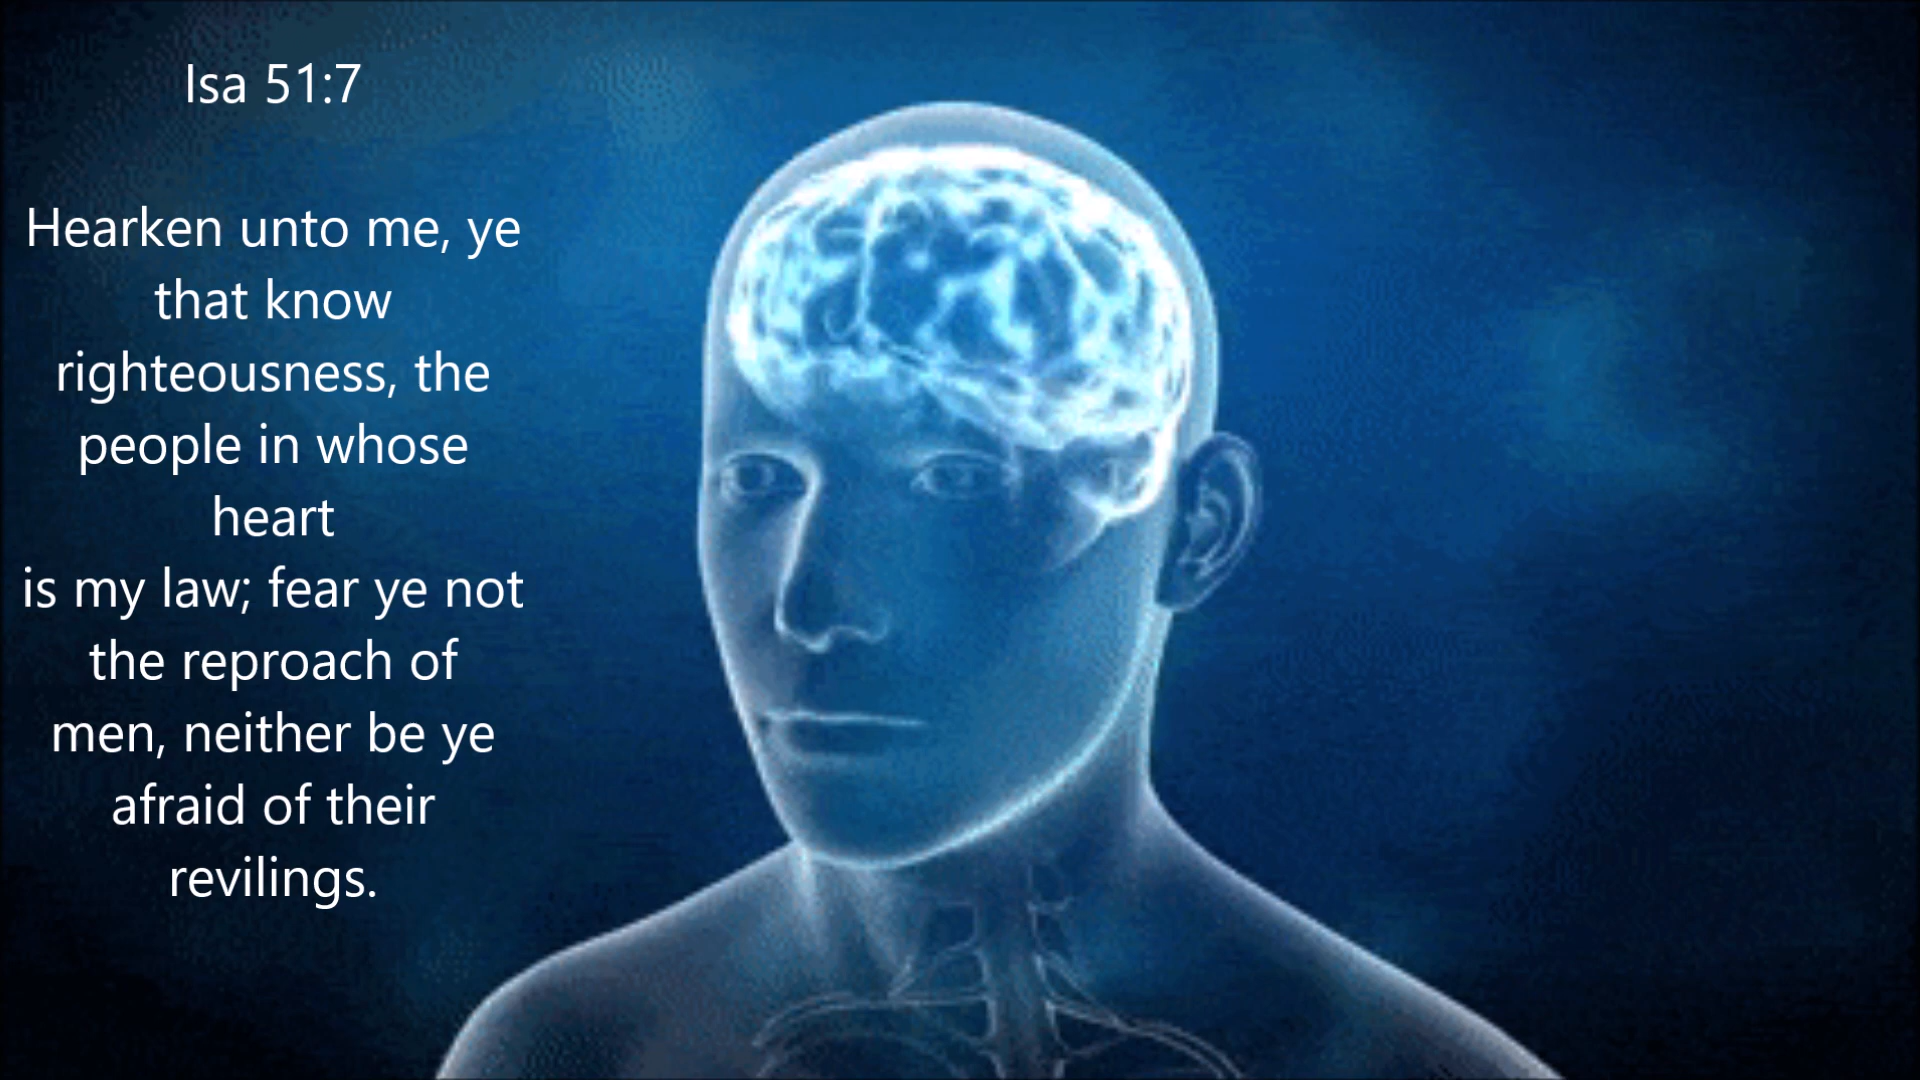 Isa 51:7
Hearken unto me, ye
that know
righteousness, the
people in whose
heart
is my law; fear ye not
the reproach of
men, neither be ye
afraid of their
revilings.